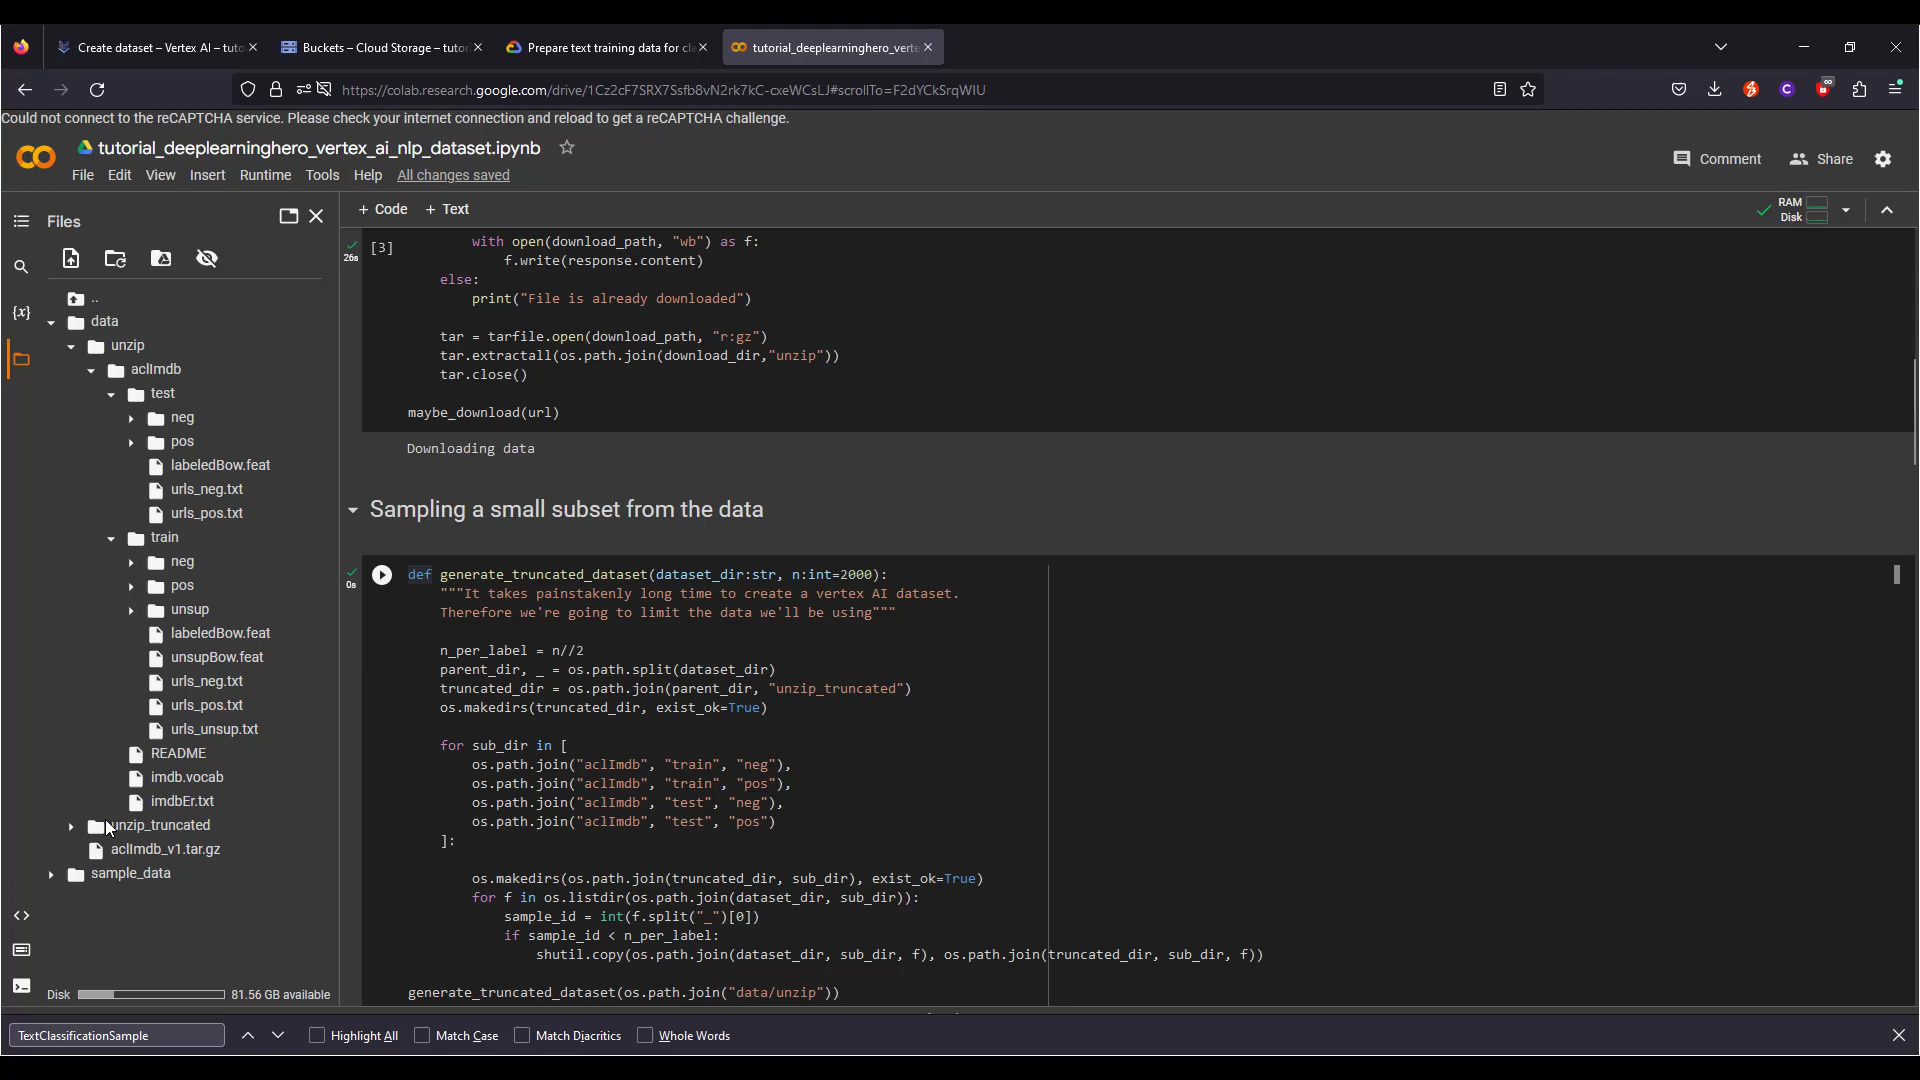 Create dataset – Vertex AI – tuto
Buckets – Cloud Storage – tutori
Prepare text training data for cla
tutorial_deeplearninghero_verte
https://colab.research.google.com/drive/1Cz2cF7SRX7Ssfb8vN2rk7kC-cxeWCsLJ#scrollTo=F2dYCkSrqWIU
Could not connect to the reCAPTCHA service. Please check your internet connection and reload to get a reCAPTCHA challenge.
tutorial_deeplearninghero_vertex_ai_nlp_dataset.ipynb
Comment
Share
File Edit View Insert Runtime Tools Help All changes saved
Files
+ Code + Text
RAM
Disk
{x}
..
data
unzip
aclImdb
test
neg
pos
labeledBow.feat
urls_neg.txt
urls_pos.txt
train
neg
pos
unsup
labeledBow.feat
unsupBow.feat
urls_neg.txt
urls_pos.txt
urls_unsup.txt
README
imdb.vocab
imdbEr.txt
unzip_truncated
aclImdb_v1.tar.gz
sample_data
Disk 81.56 GB available
26s
[3]
with open(download_path, "wb") as f:
f.write(response.content)
else:
print("File is already downloaded")
tar = tarfile.open(download_path, "r:gz")
tar.extractall(os.path.join(download_dir,"unzip"))
tar.close()
maybe_download(url)
Downloading data
Sampling a small subset from the data
0s
def generate_truncated_dataset(dataset_dir:str, n:int=2000):
"""It takes painstakenly long time to create a vertex AI dataset.
Therefore we're going to limit the data we'll be using"""
n_per_label = n//2
parent_dir, _ = os.path.split(dataset_dir)
truncated_dir = os.path.join(parent_dir, "unzip_truncated")
os.makedirs(truncated_dir, exist_ok=True)
for sub_dir in [
os.path.join("aclImdb", "train", "neg"),
os.path.join("aclImdb", "train", "pos"),
os.path.join("aclImdb", "test", "neg"),
os.path.join("aclImdb", "test", "pos")
]:
os.makedirs(os.path.join(truncated_dir, sub_dir), exist_ok=True)
for f in os.listdir(os.path.join(dataset_dir, sub_dir)):
sample_id = int(f.split("_")[0])
if sample_id < n_per_label:
shutil.copy(os.path.join(dataset_dir, sub_dir, f), os.path.join(truncated_dir, sub_dir, f))
generate_truncated_dataset(os.path.join("data/unzip"))
TextClassificationSample
Highlight All Match Case Match Diacritics Whole Words